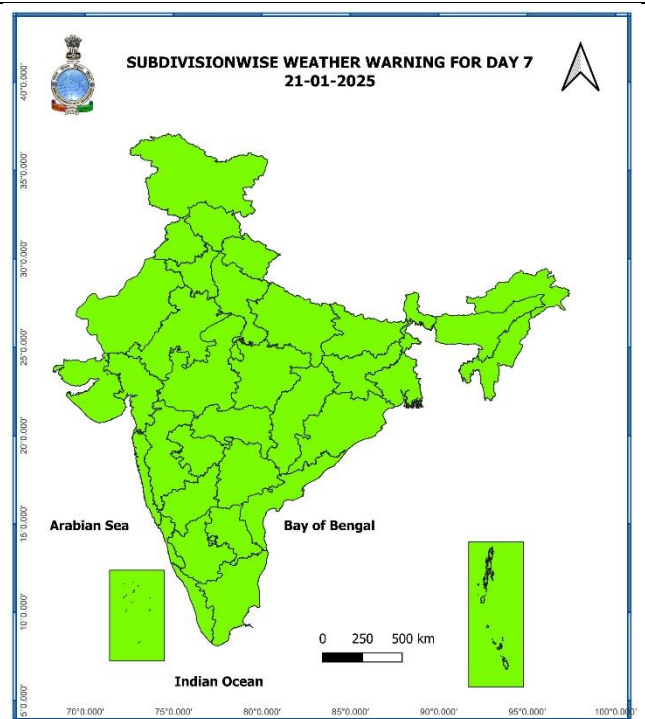 SUBDIVISIONWISE WEATHER WARNING FOR DAY 7
21-01-2025
40°0.000'
35°0.000'
30°0.000'
25°0.000'
20°0.000'
15°0.000'
10°0.000'
5°0.000'
Arabian Sea
Bay of Bengal
0 250 500 km
Indian Ocean
70°0.000' 75°0.000' 80°0.000' 85°0.000' 90°0.000' 95°0.000' 100°0.000'